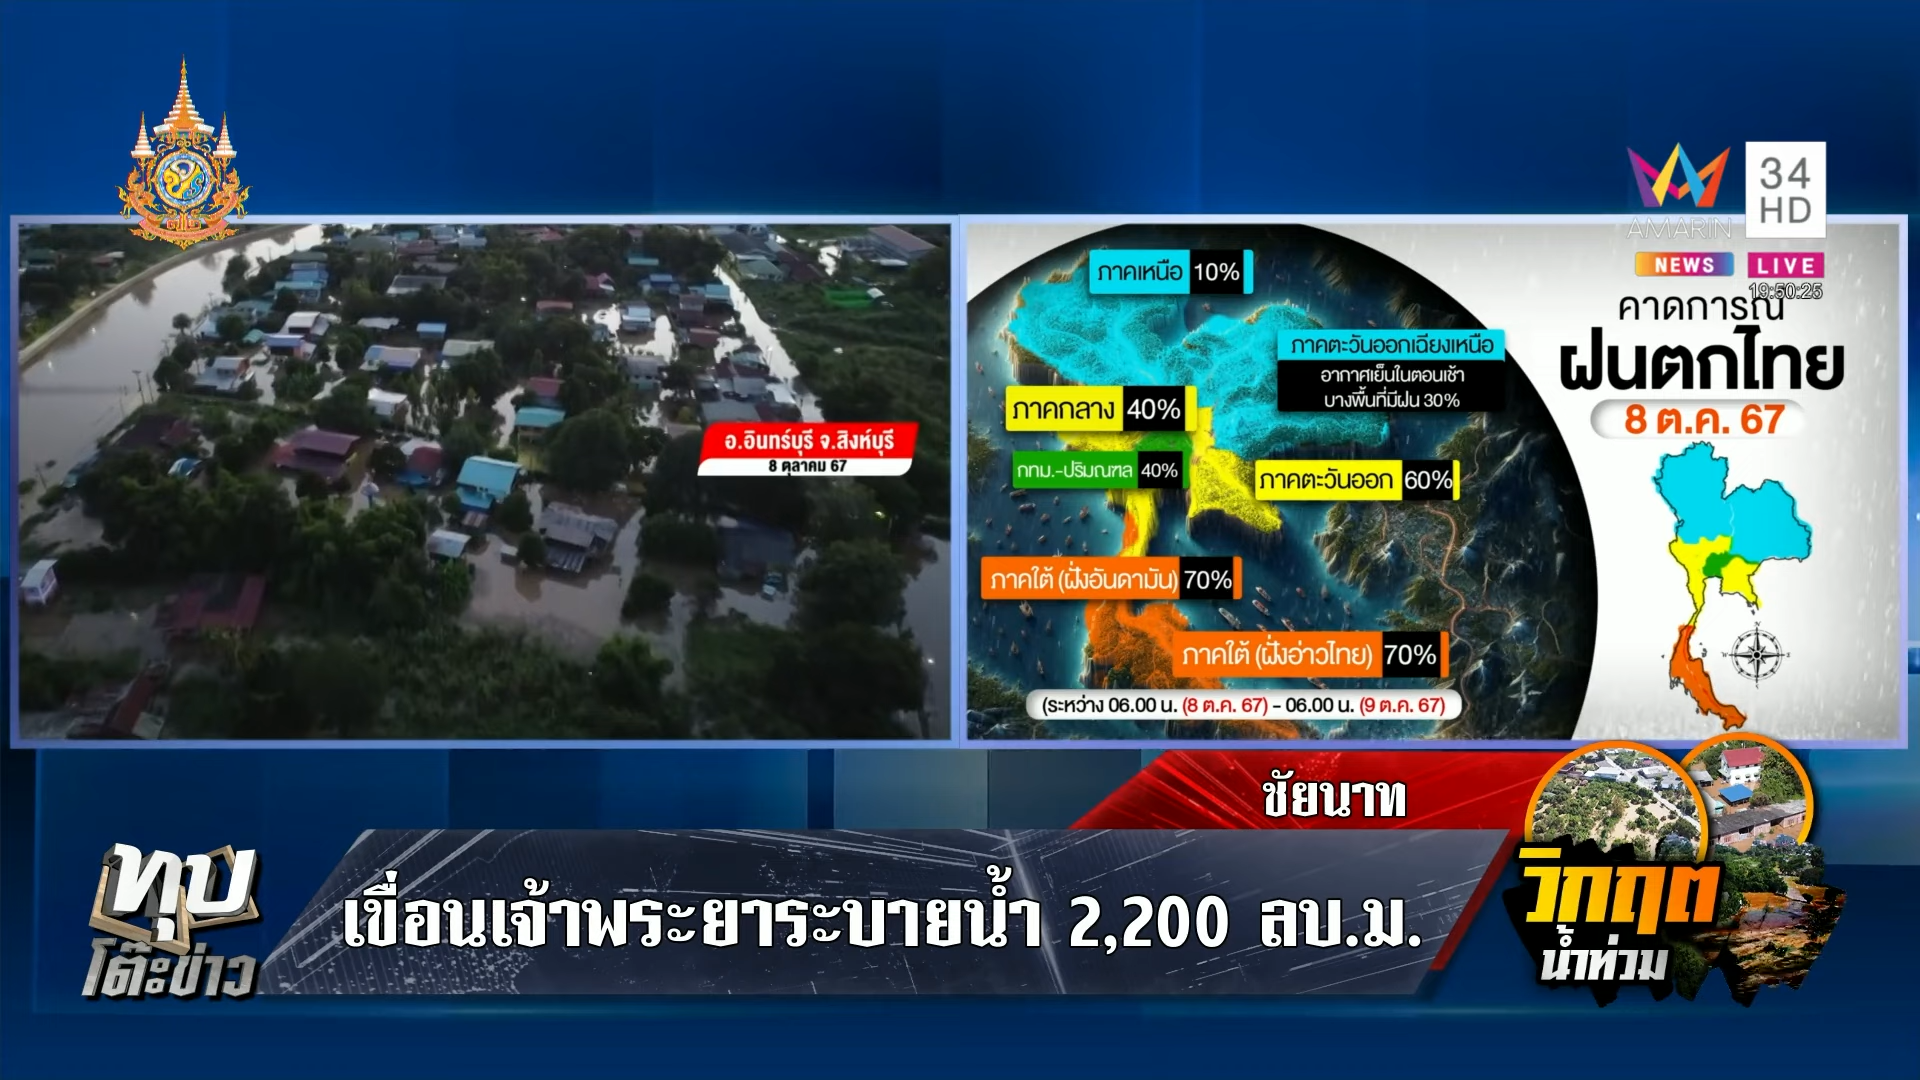 AMARIN
34
HD
NEWS
LIVE
19:50:25
อ.อินทร์บุรี จ.สิงห์บุรี
8 ตุลาคม 67
คาดการณ์
ฝนตกไทย
8 ต.ค. 67
ภาคเหนือ 10%
ภาคตะวันออกเฉียงเหนือ
อากาศเย็นในตอนเช้า
บางพื้นที่มีฝน 30%
ภาคกลาง 40%
กทม.-ปริมณฑล 40%
ภาคตะวันออก 60%
ภาคใต้ (ฝั่งอันดามัน) 70%
ภาคใต้ (ฝั่งอ่าวไทย) 70%
(ระหว่าง 06.00 น. (8 ต.ค. 67) - 06.00 น. (9 ต.ค. 67)
ชัยนาท
ทุบ
โต๊ะข่าว
เขื่อนเจ้าพระยาระบายน้ำ 2,200 ลบ.ม.
วิกฤต
น้ำท่วม